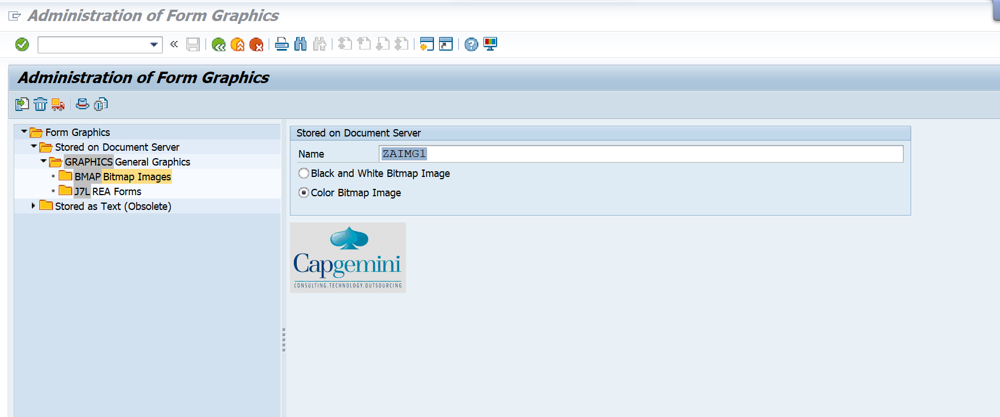 Administration of Form Graphics
Administration of Form Graphics
Form Graphics
Stored on Document Server
GRAPHICS General Graphics
BMAP Bitmap Images
J7L REA Forms
Stored as Text (Obsolete)
Stored on Document Server
Name ZAIMG1
Black and White Bitmap Image
Color Bitmap Image
Capgemini
CONSULTING.TECHNOLOGY.OUTSOURCING